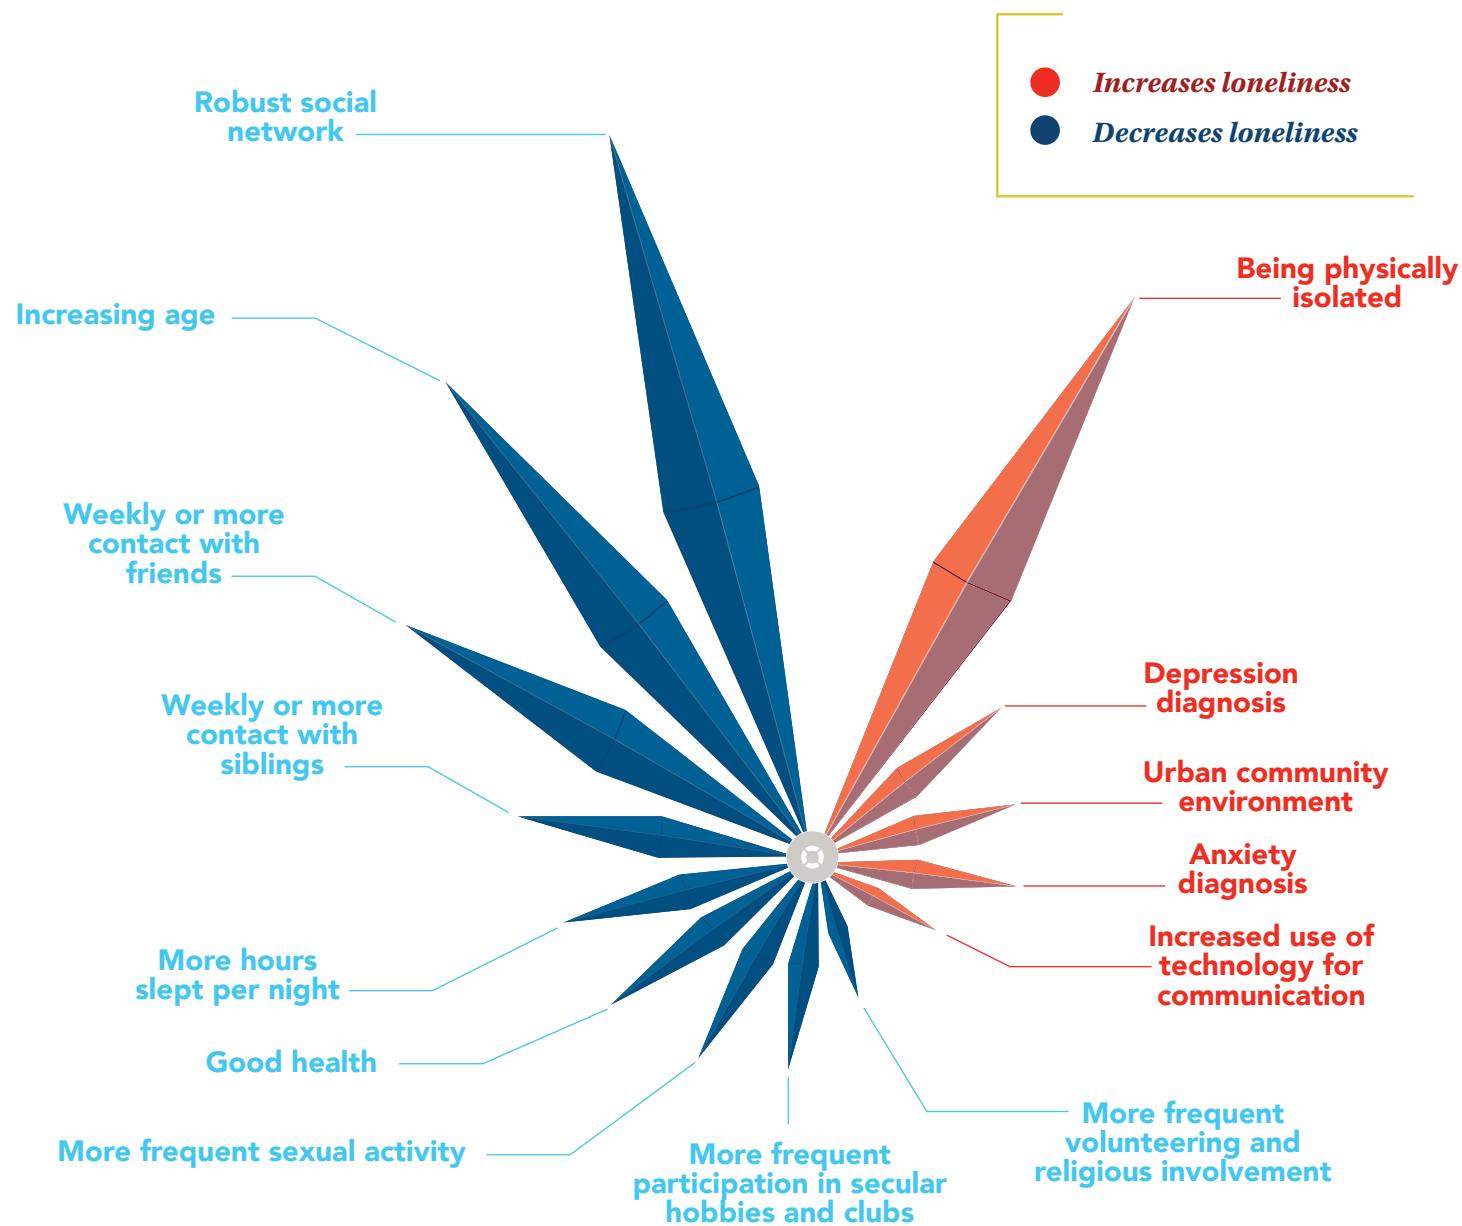 Increases loneliness
Decreases loneliness
Robust social
network
Increasing age
Weekly or more
contact with
friends
Weekly or more
contact with
siblings
More hours
slept per night
Good health
More frequent sexual activity
More frequent
participation in secular
hobbies and clubs
More frequent
volunteering and
religious involvement
Being physically
isolated
Depression
diagnosis
Urban community
environment
Anxiety
diagnosis
Increased use of
technology for
communication